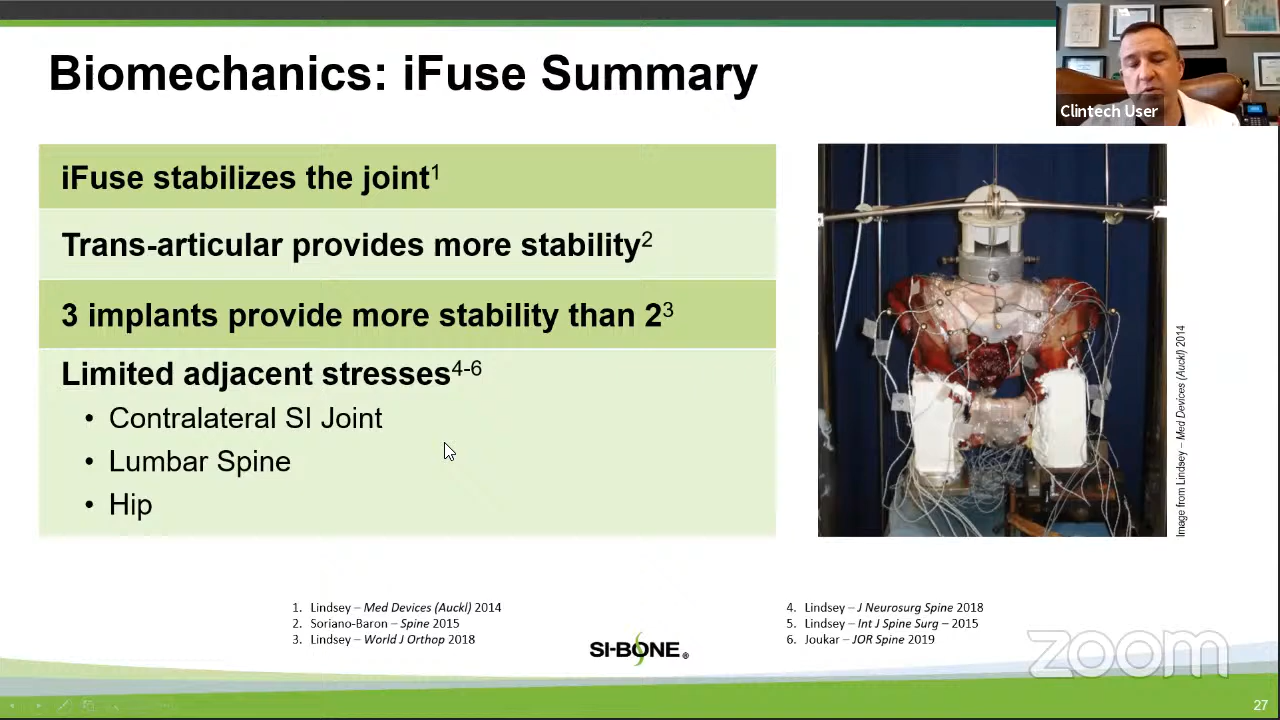 Biomechanics: iFuse Summary
Clintech User
iFuse stabilizes the joint1
Trans-articular provides more stability2
3 implants provide more stability than 23
Limited adjacent stresses4-6
• Contralateral SI Joint
• Lumbar Spine
• Hip
Image from Lindsey – Med Devices (Auckl) 2014
1. Lindsey – Med Devices (Auckl) 2014
2. Soriano-Baron – Spine 2015
3. Lindsey – World J Orthop 2018
SI-BONE®
4. Lindsey – J Neurosurg Spine 2018
5. Lindsey – Int J Spine Surg – 2015
6. Joukar – JOR Spine 2019
zoom
27